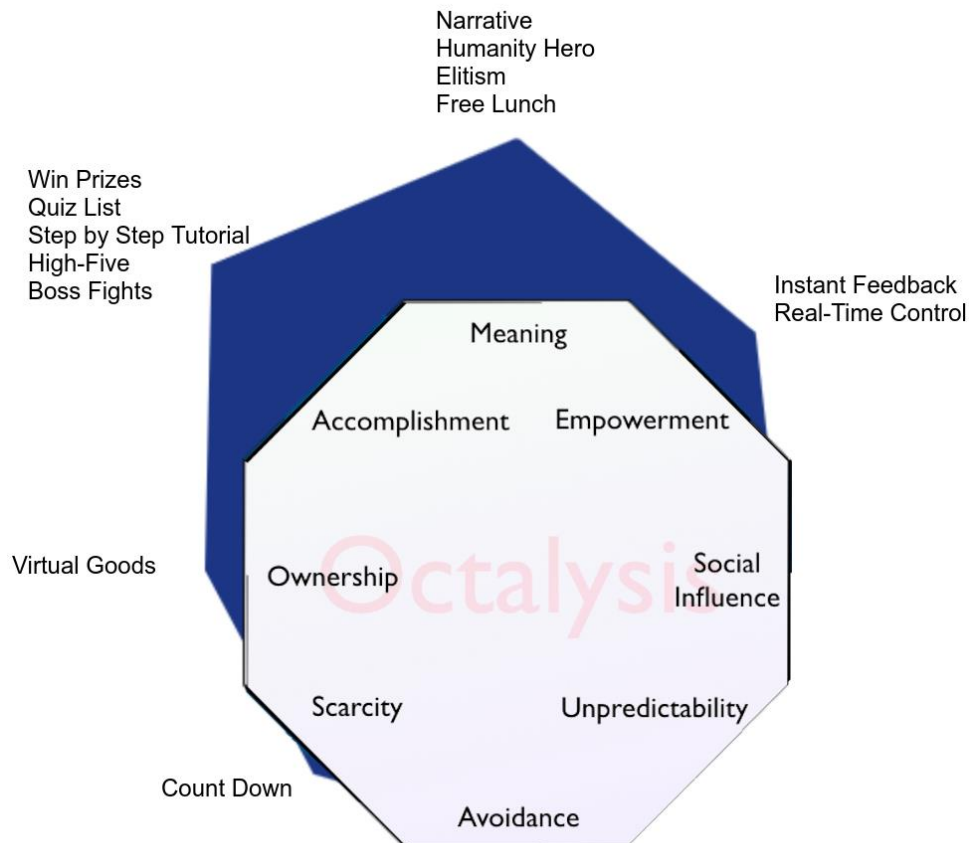 Narrative
Humanity Hero
Elitism
Free Lunch
Win Prizes
Quiz List
Step by Step Tutorial
High-Five
Boss Fights
Instant Feedback
Real-Time Control
Meaning
Accomplishment
Empowerment
Virtual Goods
Ownership
Octalysis
Social
Influence
Scarcity
Unpredictability
Count Down
Avoidance